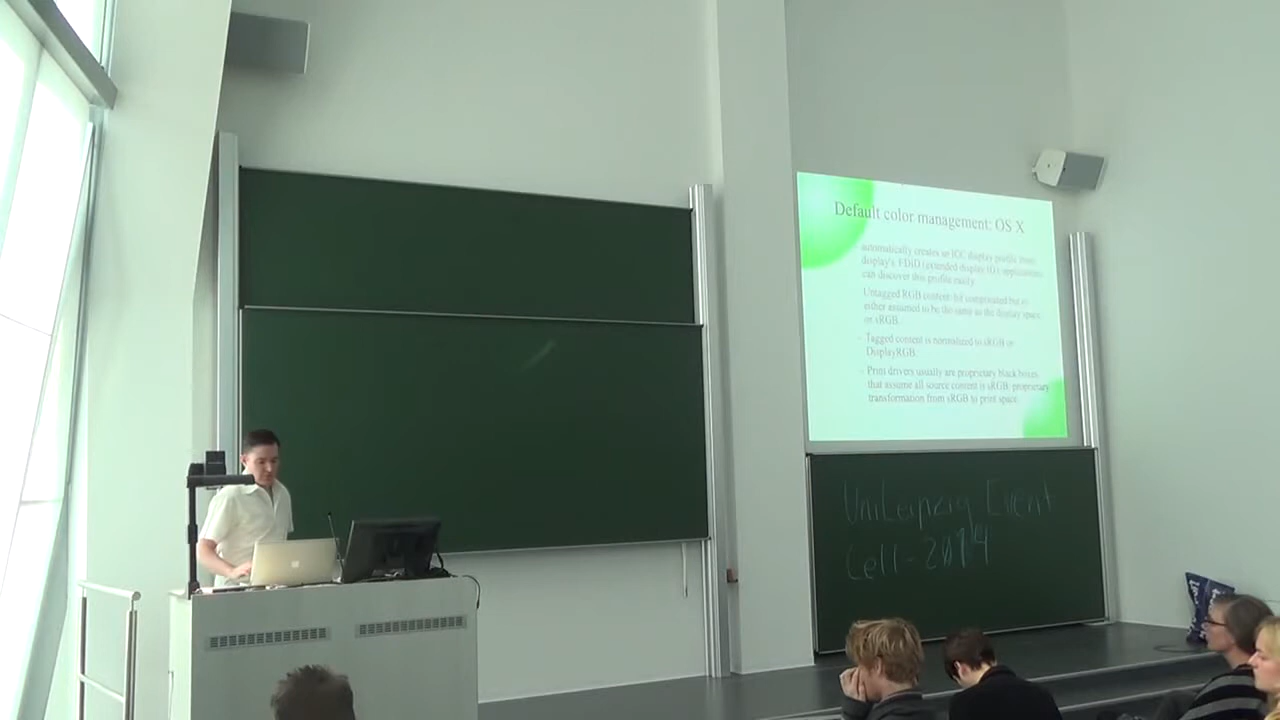 Default color management: OS X
automatically creates an ICC display profile from
display's EDID (extended display ID); applications
can discover this profile easily.
Untagged RGB content: not
either assumed to be the same as the display space
or sRGB.
- Tagged content is normalized to sRGB or
DisplayRGB.
- Print drivers usually are proprietary black boxes
that assume all source content is sRGB; proprietary
transformation from sRGB to print space.
UniLeipzig Event
Cell-2014